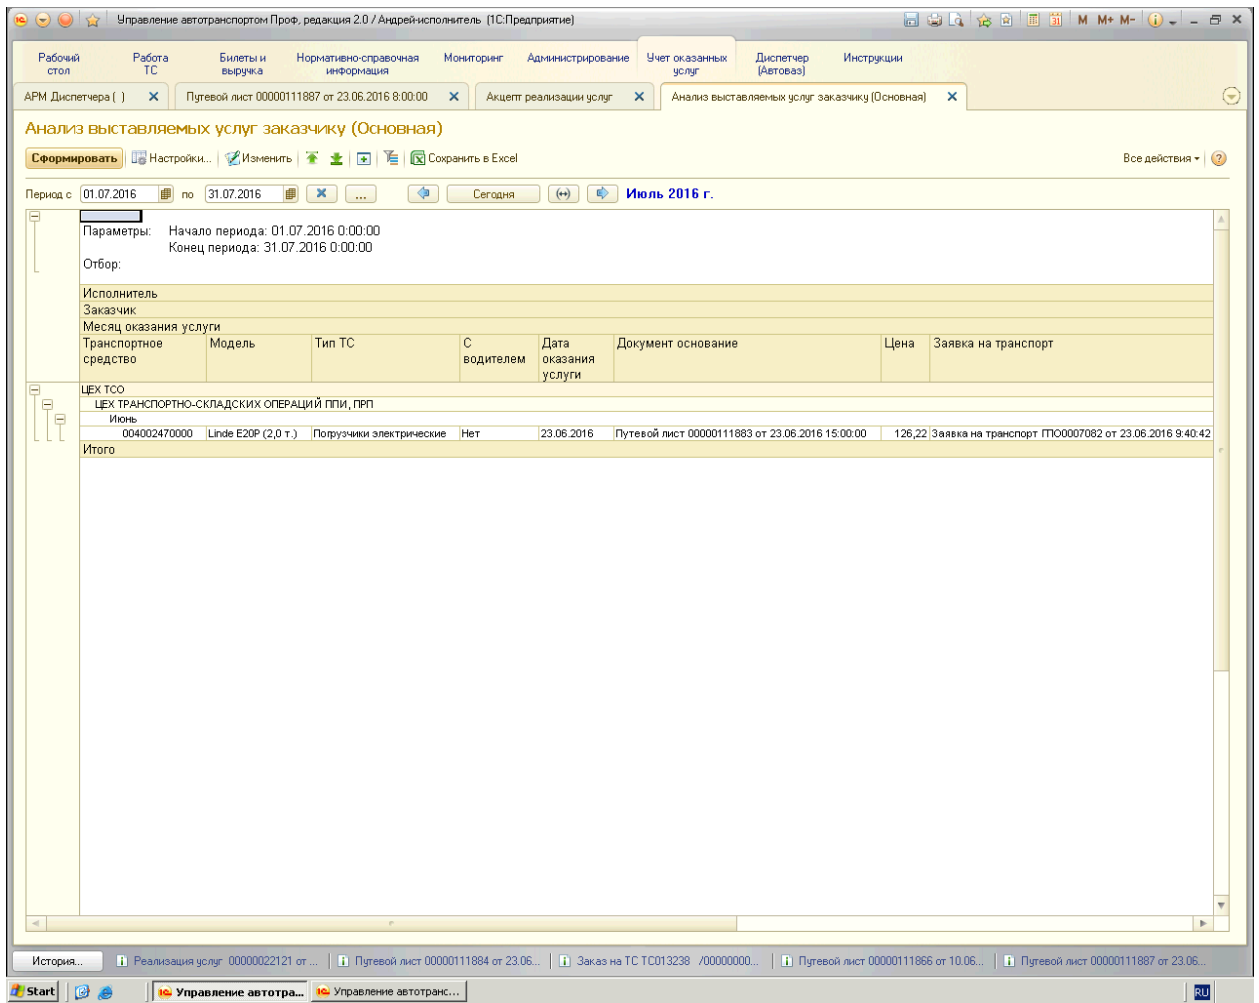 Управление автотранспортом Проф, редакция 2.0 / Андрей-исполнитель (1С:Предприятие)
M M+ M-
Рабочий стол
Работа ТС
Билеты и выручка
Нормативно-справочная информация
Мониторинг
Администрирование
Учет оказанных услуг
Диспетчер (Автоваз)
Инструкции
АРМ Диспетчера ( )
Путевой лист 00000111887 от 23.06.2016 8:00:00
Акцепт реализации услуг
Анализ выставляемых услуг заказчику (Основная)
Анализ выставляемых услуг заказчику (Основная)
Сформировать Настройки... Изменить Сохранить в Excel Все действия
Период с 01.07.2016 по 31.07.2016 ... Сегодня Июль 2016 г.
Параметры: Начало периода: 01.07.2016 0:00:00
Конец периода: 31.07.2016 0:00:00
Отбор:
Исполнитель
Заказчик
Месяц оказания услуги
Транспортное средство
Модель
Тип ТС
С водителем
Дата оказания услуги
Документ основание
Цена
Заявка на транспорт
ЦЕХ ТСО
ЦЕХ ТРАНСПОРТНО-СКЛАДСКИХ ОПЕРАЦИЙ ППИ, ПРП
Июнь
004002470000 Linde E20P (2,0 т.) Погрузчики электрические Нет 23.06.2016 Путевой лист 00000111883 от 23.06.2016 15:00:00 126,22 Заявка на транспорт ГПО0007082 от 23.06.2016 9:40:42
Итого
История... Реализация услуг 00000022121 от ... Путевой лист 00000111884 от 23.06... Заказ на ТС ТС013238 /00000000... Путевой лист 00000111866 от 10.06... Путевой лист 00000111887 от 23.06...
Start Управление автотра... Управление автотранс... RU